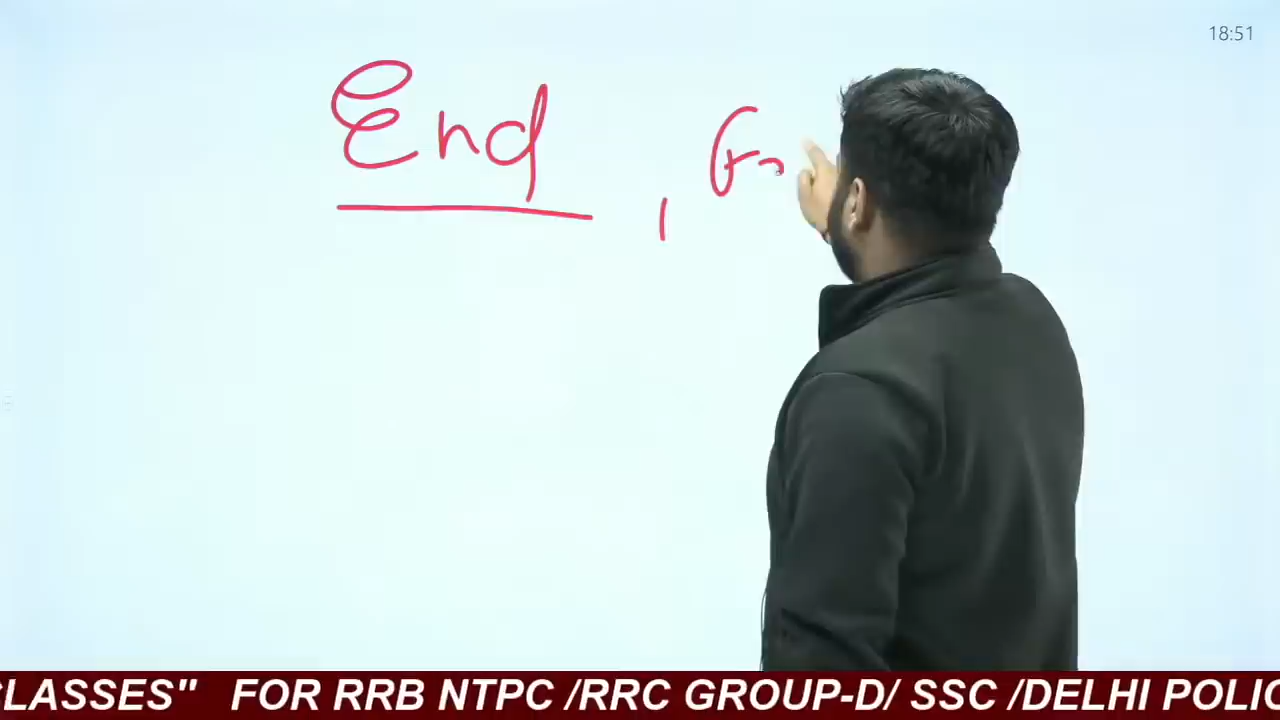 18:51
End ,
CLASSES" FOR RRB NTPC /RRC GROUP-D/ SSC /DELHI POLIC